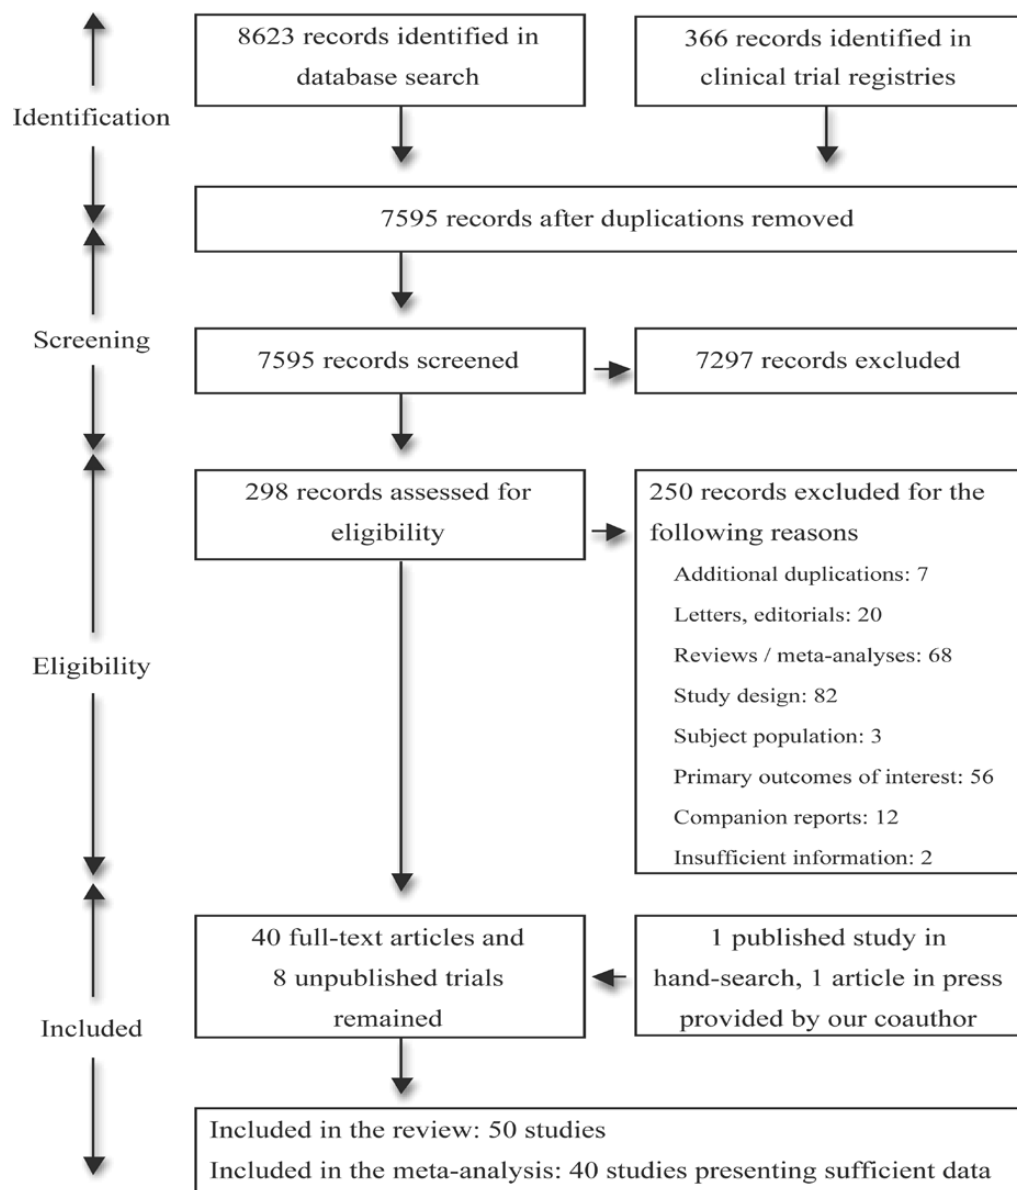 Identification
8623 records identified in
database search
366 records identified in
clinical trial registries
7595 records after duplications removed
Screening
7595 records screened
7297 records excluded
Eligibility
298 records assessed for
eligibility
250 records excluded for the
following reasons
Additional duplications: 7
Letters, editorials: 20
Reviews / meta-analyses: 68
Study design: 82
Subject population: 3
Primary outcomes of interest: 56
Companion reports: 12
Insufficient information: 2
Included
40 full-text articles and
8 unpublished trials
remained
1 published study in
hand-search, 1 article in press
provided by our coauthor
Included in the review: 50 studies
Included in the meta-analysis: 40 studies presenting sufficient data